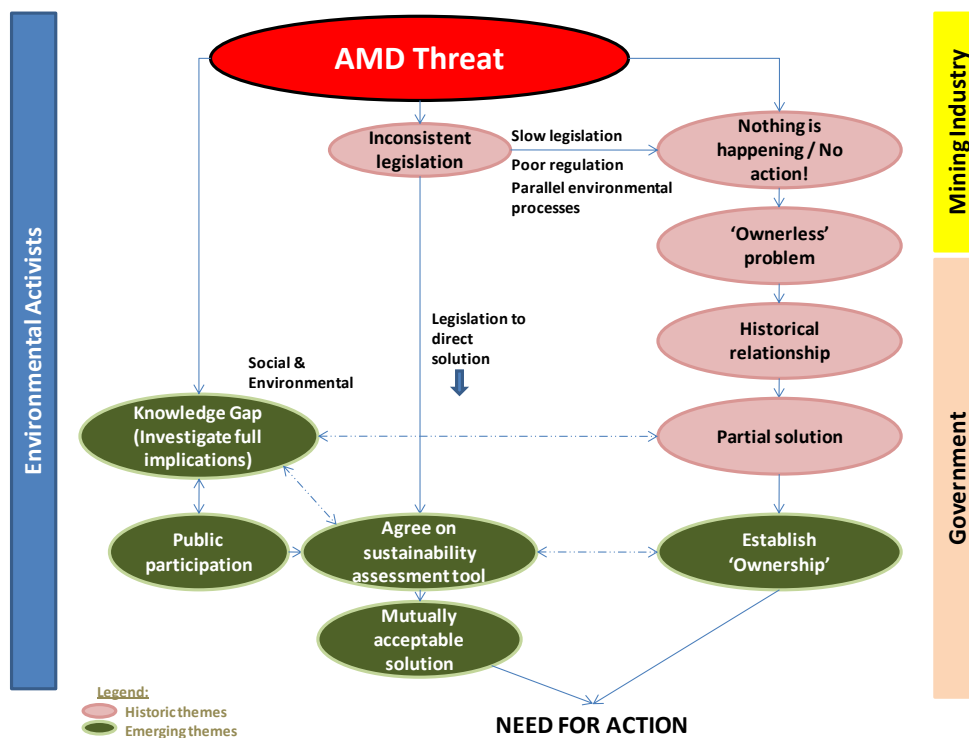 AMD Threat
Environmental Activists
Mining Industry
Government
Inconsistent
legislation
Slow legislation
Poor regulation
Parallel environmental
processes
Nothing is
happening / No
action!
‘Ownerless’
problem
Historical
relationship
Legislation to
direct
solution
Social &
Environmental
Knowledge Gap
(Investigate full
implications)
Partial solution
Public
participation
Agree on
sustainability
assessment tool
Establish
‘Ownership’
Mutually
acceptable
solution
Legend:
Historic themes
Emerging themes
NEED FOR ACTION